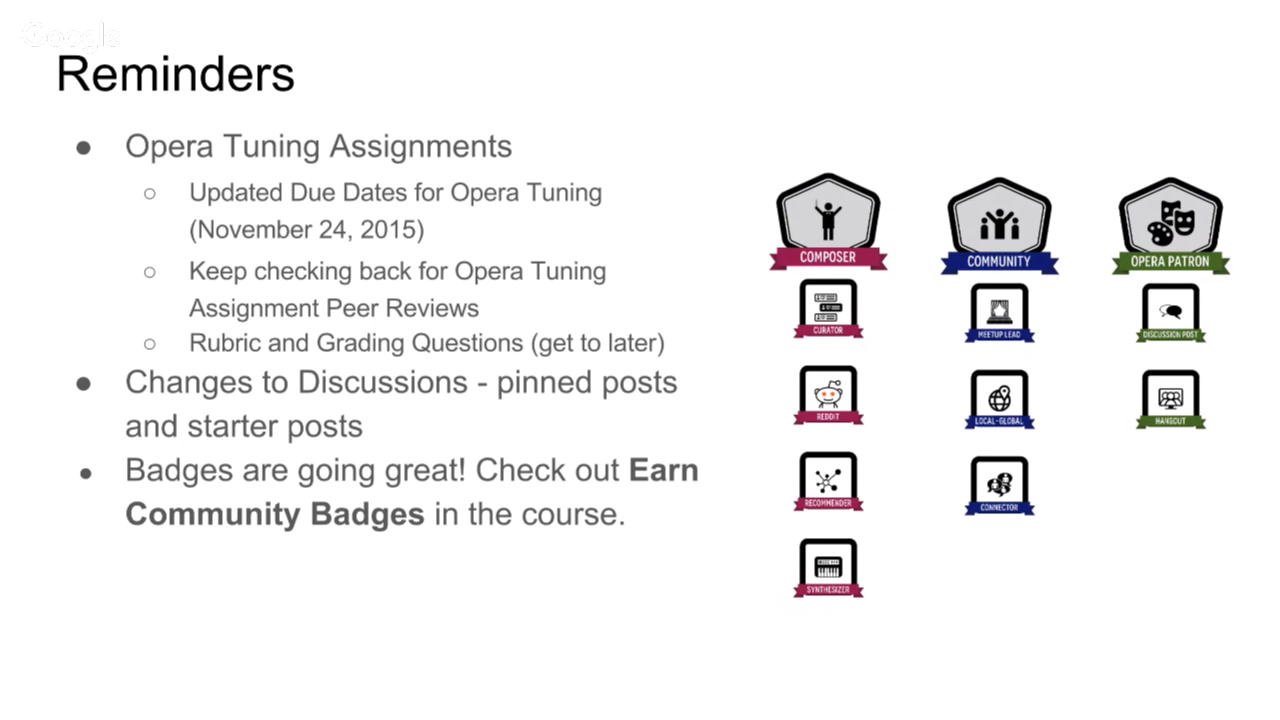 Google
Reminders
● Opera Tuning Assignments
○ Updated Due Dates for Opera Tuning
(November 24, 2015)
○ Keep checking back for Opera Tuning
Assignment Peer Reviews
○ Rubric and Grading Questions (get to later)
● Changes to Discussions - pinned posts
and starter posts
● Badges are going great! Check out Earn
Community Badges in the course.
COMPOSER
CURATOR
REDDIT
RECOMMENDER
SYNTHESIZER
COMMUNITY
MEETUP LEAD
LOCAL-GLOBAL
CONNECTOR
OPERA PATRON
DISCUSSION POST
HANGOUT